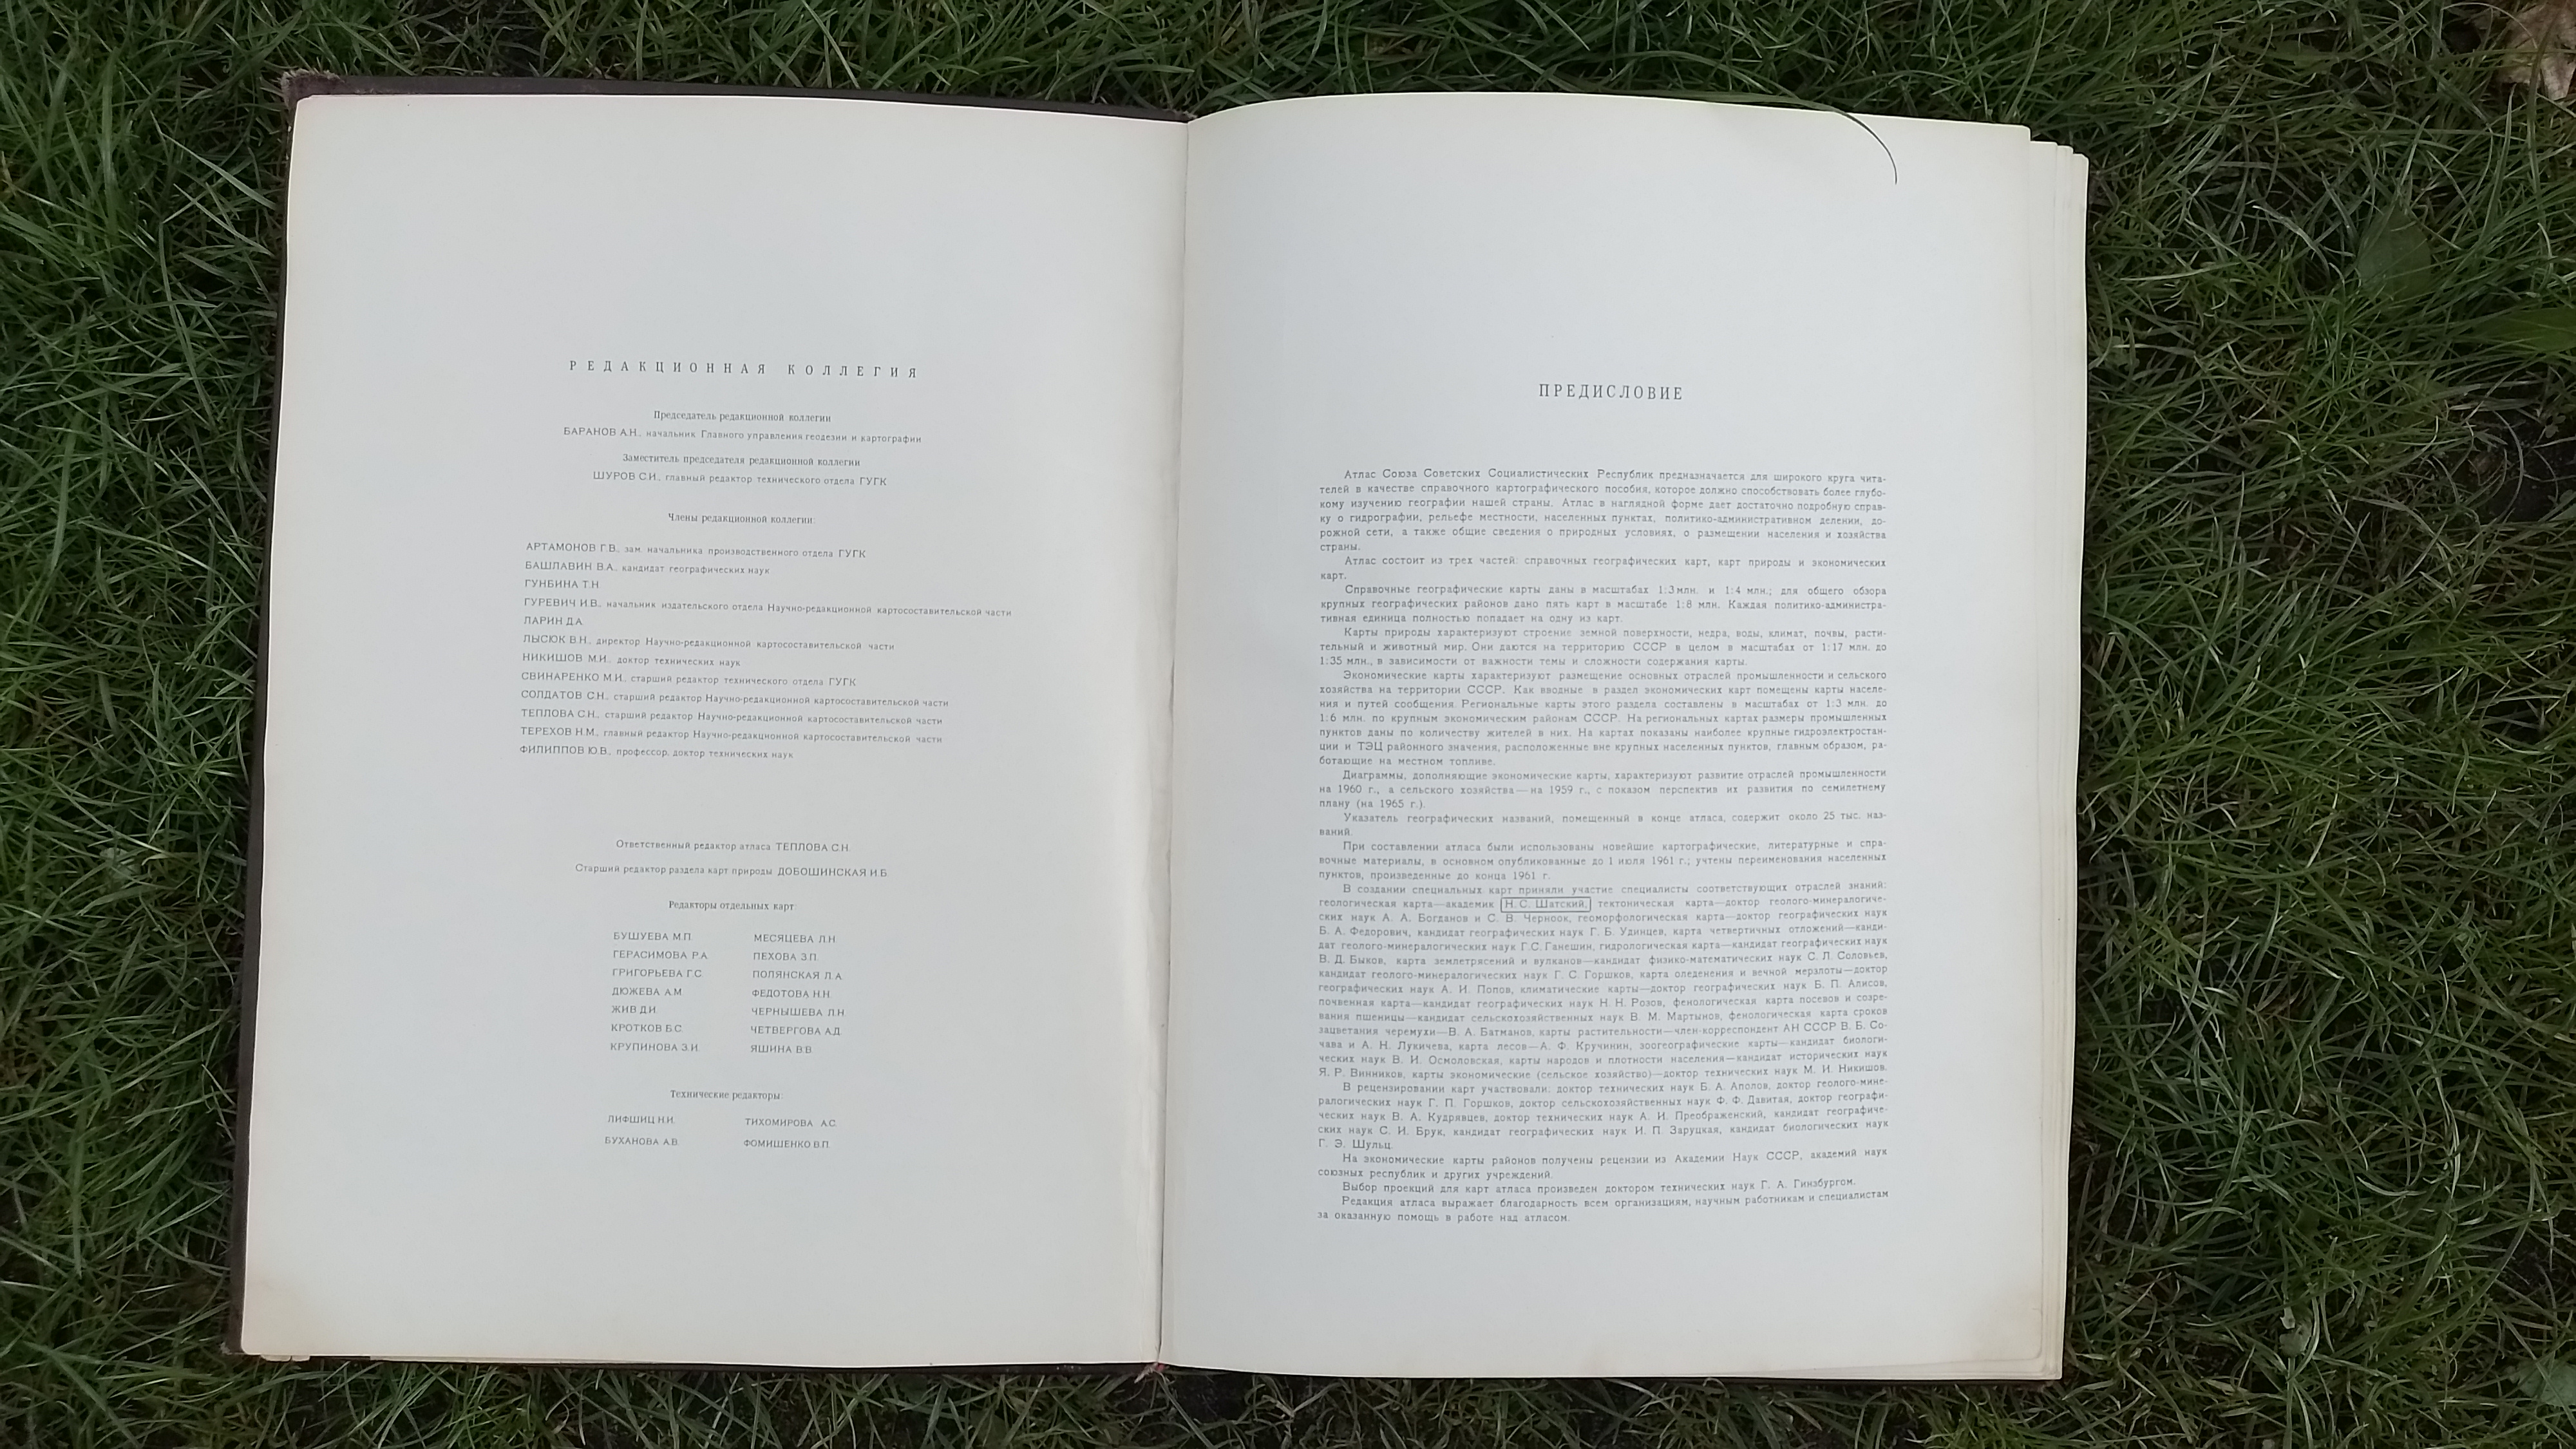 РЕДАКЦИОННАЯ КОЛЛЕГИЯ
Председатель редакционной коллегии
БАРАНОВ А.Н., начальник Главного управления геодезии и картографии
Заместитель председателя редакционной коллегии
ШУРОВ С.И., главный редактор технического отдела ГУГК
Члены редакционной коллегии:
АРТАМОНОВ Г.В., зам. начальника производственного отдела ГУГК
БАШЛАВИН В.А., кандидат географических наук
ГУНБИНА Т.Н.
ГУРЕВИЧ И.В., начальник издательского отдела Научно-редакционной картосоставительской части
ЛАРИН Д.А.
ЛЫСЮК В.Н., директор Научно-редакционной картосоставительской части
НИКИШОВ М.И., доктор технических наук
СВИНАРЕНКО М.И., старший редактор технического отдела ГУГК
СОЛДАТОВ С.Н., старший редактор Научно-редакционной картосоставительской части
ТЕПЛОВА С.Н., старший редактор Научно-редакционной картосоставительской части
ТЕРЕХОВ Н.М., главный редактор Научно-редакционной картосоставительской части
ФИЛИППОВ Ю.В., профессор, доктор технических наук
Ответственный редактор атласа ТЕПЛОВА С.Н.
Старший редактор раздела карт природы ДОБОШИНСКАЯ И.Б.
Редакторы отдельных карт:
БУШУЕВА М.П. МЕСЯЦЕВА Л.Н.
ГЕРАСИМОВА Р.А. ПЕХОВА З.П.
ГРИГОРЬЕВА Г.С. ПОЛЯНСКАЯ Л.А.
ДЮЖЕВА А.М. ФЕДОТОВА Н.Н.
ЖИВ Д.И. ЧЕРНЫШЕВА Л.Н.
КРОТКОВ Б.С. ЧЕТВЕРГОВА А.Д.
КРУПИНОВА З.И. ЯШИНА В.В.
Технические редакторы:
ЛИФШИЦ Н.И. ТИХОМИРОВА А.С.
БУХАНОВА А.В. ФОМИШЕНКО В.П.
ПРЕДИСЛОВИЕ
Атлас Союза Советских Социалистических Республик предназначается для широкого круга чита-
телей в качестве справочного картографического пособия, которое должно способствовать более глубо-
кому изучению географии нашей страны. Атлас в наглядной форме дает достаточно подробную справ-
ку о гидрографии, рельефе местности, населенных пунктах, политико-административном делении, до-
рожной сети, а также общие сведения о природных условиях, о размещении населения и хозяйства
страны.
Атлас состоит из трех частей: справочных географических карт, карт природы и экономических
карт.
Справочные географические карты даны в масштабах 1:3 млн. и 1:4 млн.; для общего обзора
крупных географических районов дано пять карт в масштабе 1:8 млн. Каждая политико-администра-
тивная единица полностью попадает на одну из карт.
Карты природы характеризуют строение земной поверхности, недра, воды, климат, почвы, расти-
тельный и животный мир. Они даются на территорию СССР в целом в масштабах от 1:17 млн. до
1:35 млн., в зависимости от важности темы и сложности содержания карты.
Экономические карты характеризуют размещение основных отраслей промышленности и сельского
хозяйства на территории СССР. Как вводные в раздел экономических карт помещены карты населе-
ния и путей сообщения. Региональные карты этого раздела составлены в масштабах от 1:3 млн. до
1:6 млн. по крупным экономическим районам СССР. На региональных картах размеры промышленных
пунктов даны по количеству жителей в них. На картах показаны наиболее крупные гидроэлектростан-
ции и ТЭЦ районного значения, расположенные вне крупных населенных пунктов, главным образом, ра-
ботающие на местном топливе.
Диаграммы, дополняющие экономические карты, характеризуют развитие отраслей промышленности
на 1960 г., а сельского хозяйства—на 1959 г., с показом перспектив их развития по семилетнему
плану (на 1965 г.).
Указатель географических названий, помещенный в конце атласа, содержит около 25 тыс. наз-
ваний.
При составлении атласа были использованы новейшие картографические, литературные и спра-
вочные материалы, в основном опубликованные до 1 июля 1961 г.; учтены переименования населенных
пунктов, произведенные до конца 1961 г.
В создании специальных карт приняли участие специалисты соответствующих отраслей знаний:
геологическая карта—академик Н. С. Шатский, тектоническая карта—доктор геолого-минералогиче-
ских наук А. А. Богданов и С. В. Черноок, геоморфологическая карта—доктор географических наук
Б. А. Федорович, кандидат географических наук Г. Б. Удинцев, карта четвертичных отложений—канди-
дат геолого-минералогических наук Г.С. Ганешин, гидрологическая карта—кандидат географических наук
В. Д. Быков, карта землетрясений и вулканов—кандидат физико-математических наук С. Л. Соловьев,
кандидат геолого-минералогических наук Г. С. Горшков, карта оледенения и вечной мерзлоты—доктор
географических наук А. И. Попов, климатические карты—доктор географических наук Б. П. Алисов,
почвенная карта—кандидат географических наук Н. Н. Розов, фенологическая карта посевов и созре-
вания пшеницы—кандидат сельскохозяйственных наук В. М. Мартынов, фенологическая карта сроков
зацветания черемухи—В. А. Батманов, карты растительности—член-корреспондент АН СССР В. Б. Со-
чава и А. Н. Лукичева, карта лесов—А. Ф. Кручинин, зоогеографические карты—кандидат биологи-
ческих наук В. И. Осмоловская, карты народов и плотности населения—кандидат исторических наук
Я. Р. Винников, карты экономические (сельское хозяйство)—доктор технических наук М. И. Никишов.
В рецензировании карт участвовали: доктор технических наук Б. А. Аполов, доктор геолого-мине-
ралогических наук Г. П. Горшков, доктор сельскохозяйственных наук Ф. Ф. Давитая, доктор географи-
ческих наук В. А. Кудрявцев, доктор технических наук А. И. Преображенский, кандидат географиче-
ских наук С. И. Брук, кандидат географических наук И. П. Заруцкая, кандидат биологических наук
Г. Э. Шульц.
На экономические карты районов получены рецензии из Академии Наук СССР, академий наук
союзных республик и других учреждений.
Выбор проекций для карт атласа произведен доктором технических наук Г. А. Гинзбургом.
Редакция атласа выражает благодарность всем организациям, научным работникам и специалистам
за оказанную помощь в работе над атласом.